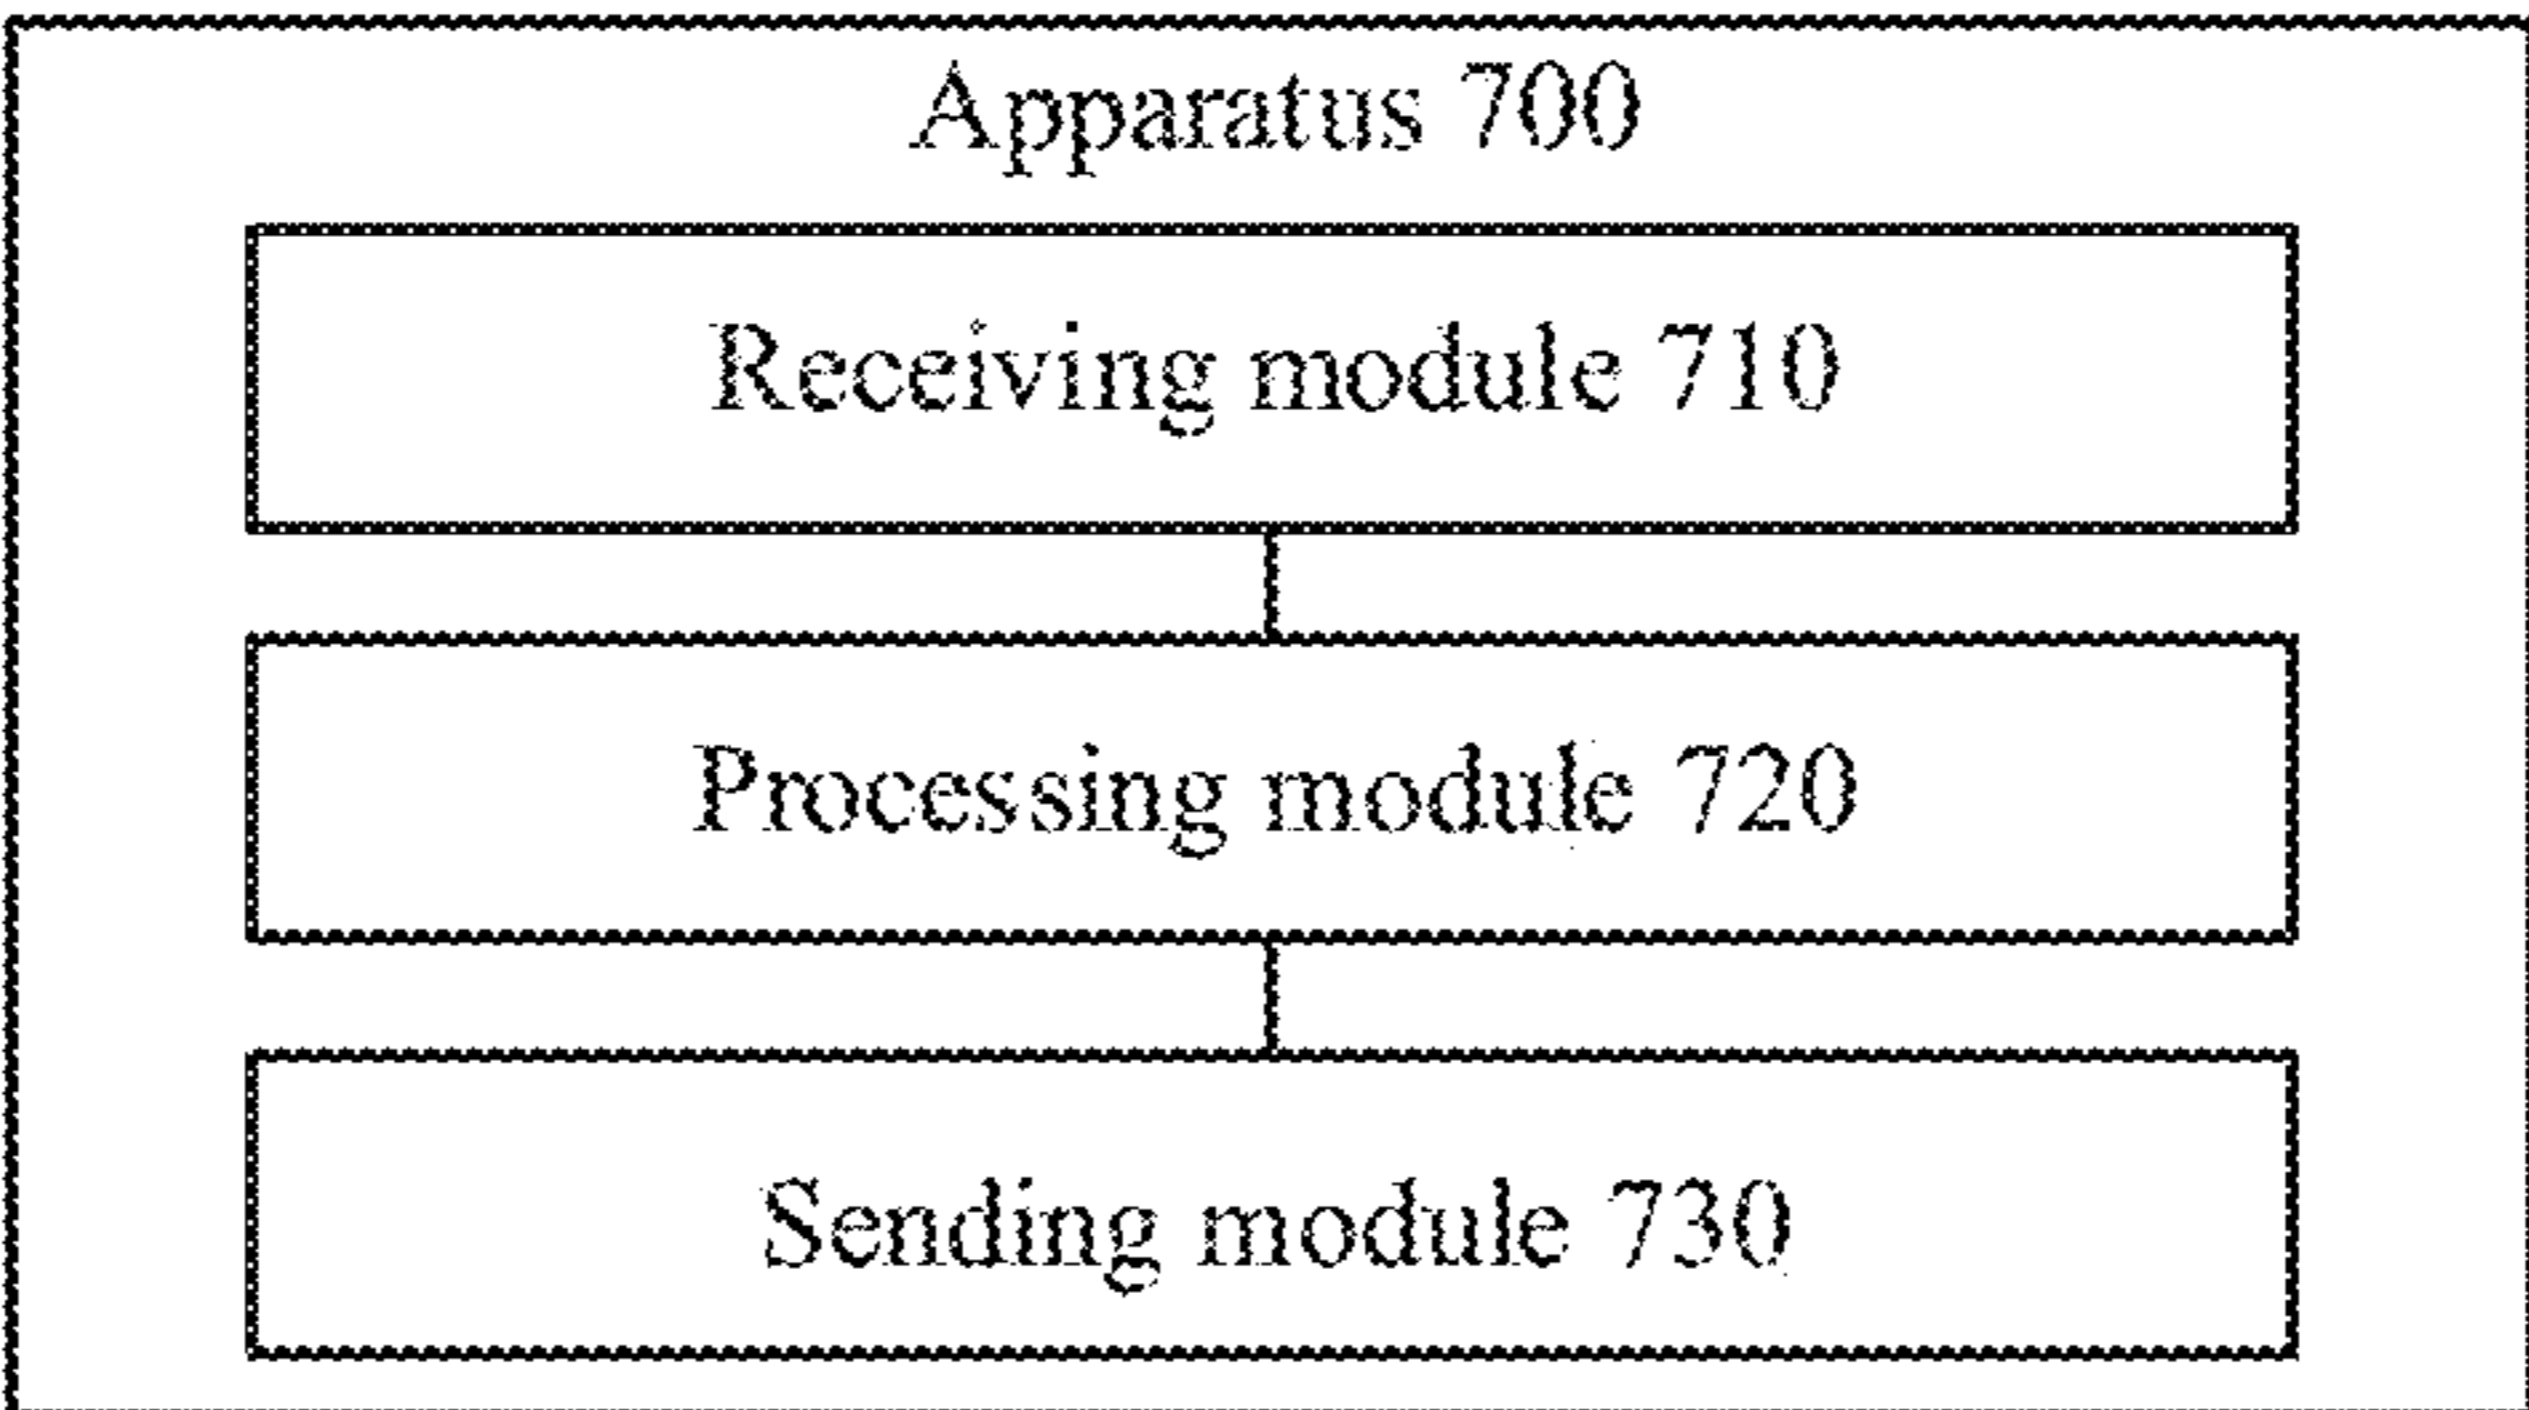 Apparatus 700
Receiving module 710
Processing module 720
Sending module 730